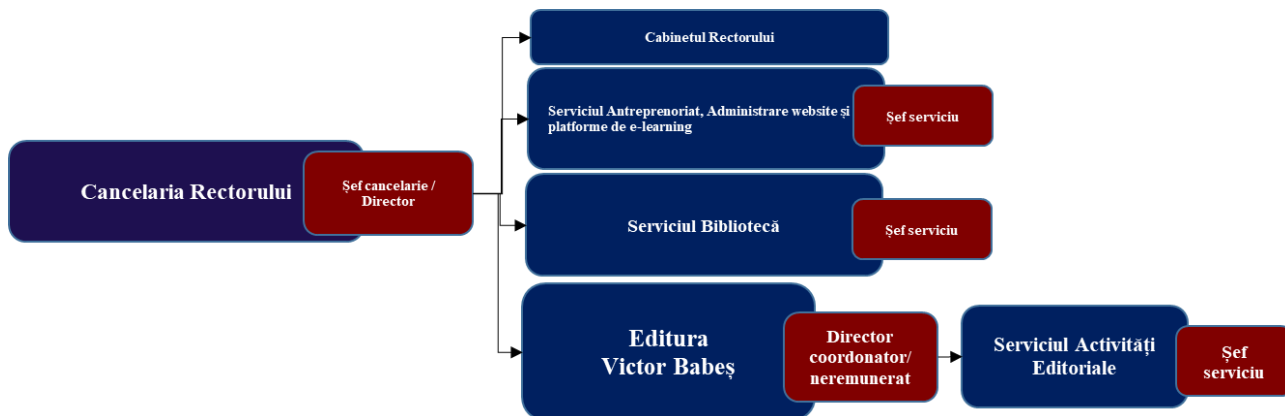 Cabinetul Rectorului
Serviciul Antreprenoriat, Administrare website și
platforme de e-learning
Șef serviciu
Cancelaria Rectorului
Șef cancelarie /
Director
Serviciul Bibliotecă
Șef serviciu
Editura
Victor Babeș
Director
coordonator/
neremunerat
Serviciul Activități
Editoriale
Șef
serviciu